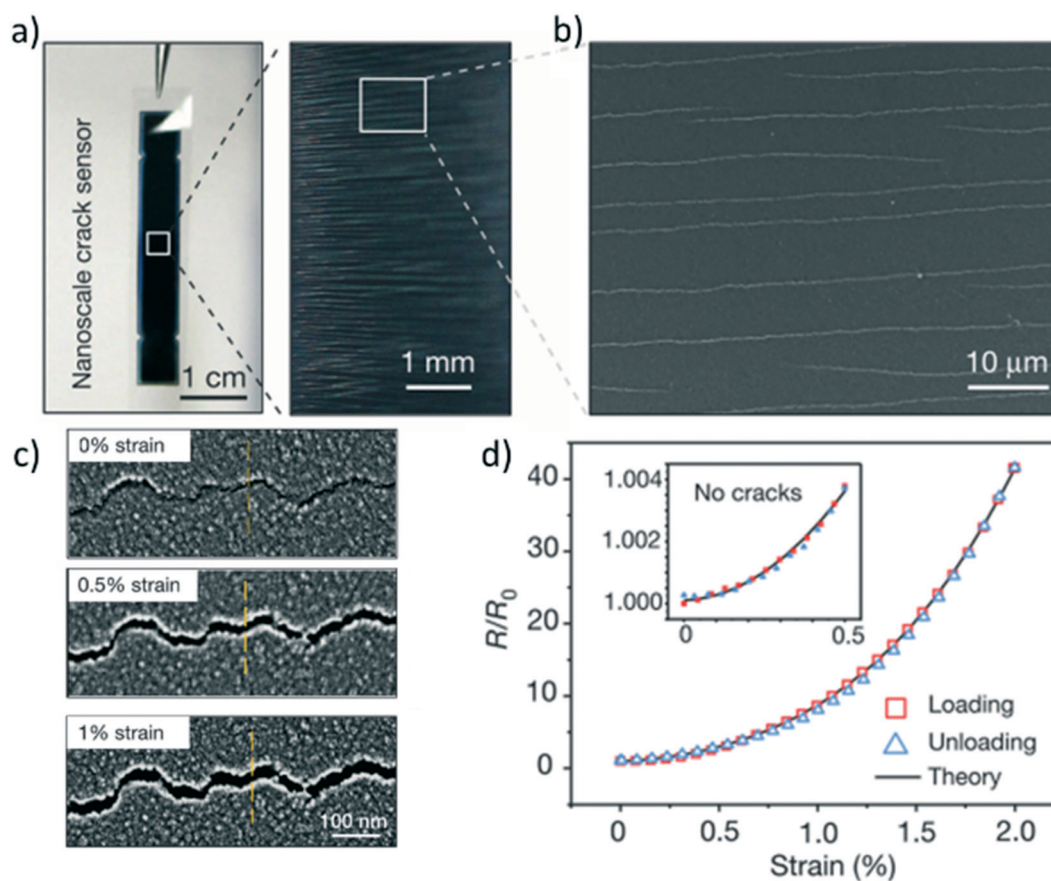 a)
Nanoscale crack sensor
1 cm
1 mm
b)
10 μm
c)
0% strain
0.5% strain
1% strain
100 nm
d)
R/R₀
40
30
20
10
0
0
0.5
1.0
1.5
2.0
Strain (%)
No cracks
1.004
1.002
1.000
0
0.5
Loading
Unloading
Theory